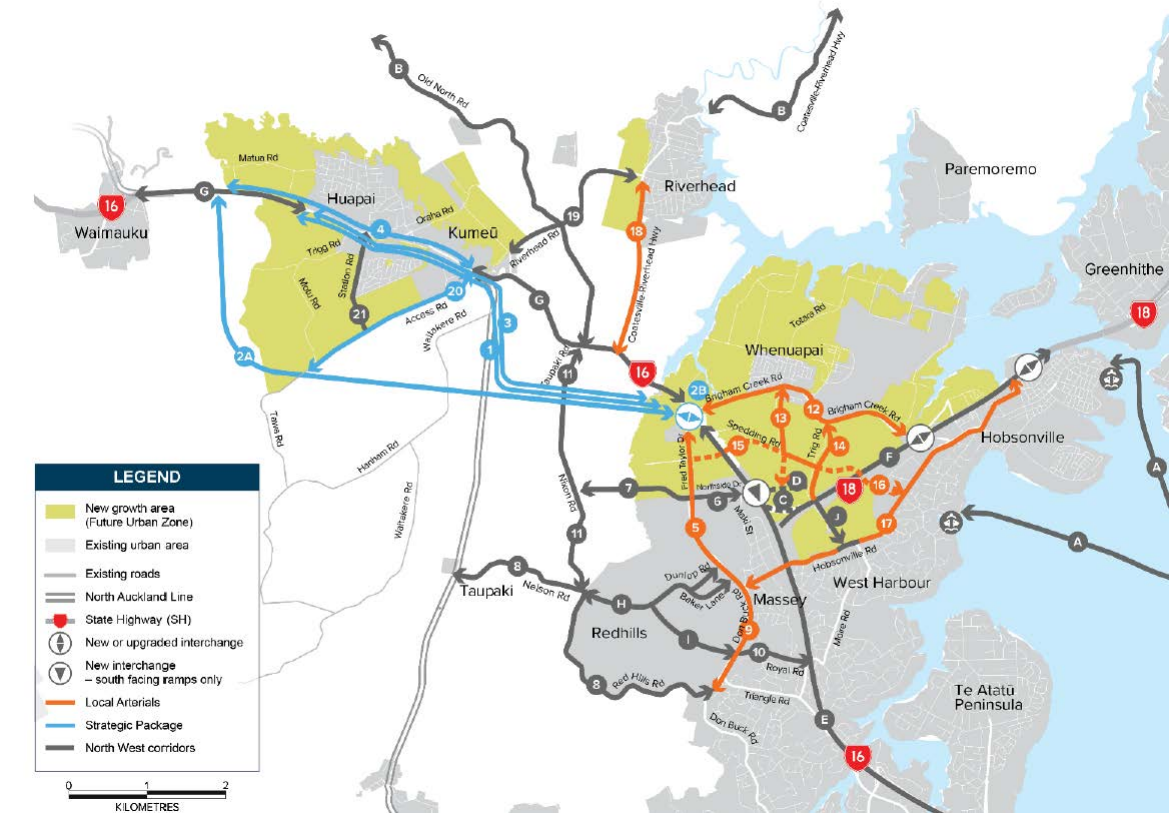 B
Old North Rd
B
Coatesville-Riverhead Hwy
Matua Rd
Paremoremo
G
Huapai
Riverhead
16
Waimauku
Oraha Rd
4
Kumeū
19
18
Trigg Rd
Riverhead Rd
Coatesville-Riverhead Hwy
Greenhithe
Station Rd
Motu Rd
20
Access Rd
G
Totara Rd
18
21
Waitakere Rd
3
1
Whenuapai
2A
Taupaki Rd
11
16
2B
Brigham Creek Rd
12
Brigham Creek Rd
13
Spedding Rd
15
Trig Rd
14
Hobsonville
F
Fred Taylor Dr
Taws Rd
Hanham Rd
Nixon Rd
7
Northside Dr
6
D
C
18
16
A
Maki St
J
17
5
A
Waitakere Rd
11
Hobsonville Rd
8
Nelson Rd
Taupaki
Dunlop Rd
Baker Lane
West Harbour
H
Massey
Don Buck Rd
9
Redhills
I
10
Royal Rd
Moire Rd
8
Red Hills Rd
Triangle Rd
Te Atatū
Peninsula
Don Buck Rd
E
16
LEGEND
New growth area
(Future Urban Zone)
Existing urban area
Existing roads
North Auckland Line
State Highway (SH)
New or upgraded interchange
New interchange
– south facing ramps only
Local Arterials
Strategic Package
North West corridors
0 1 2
KILOMETRES